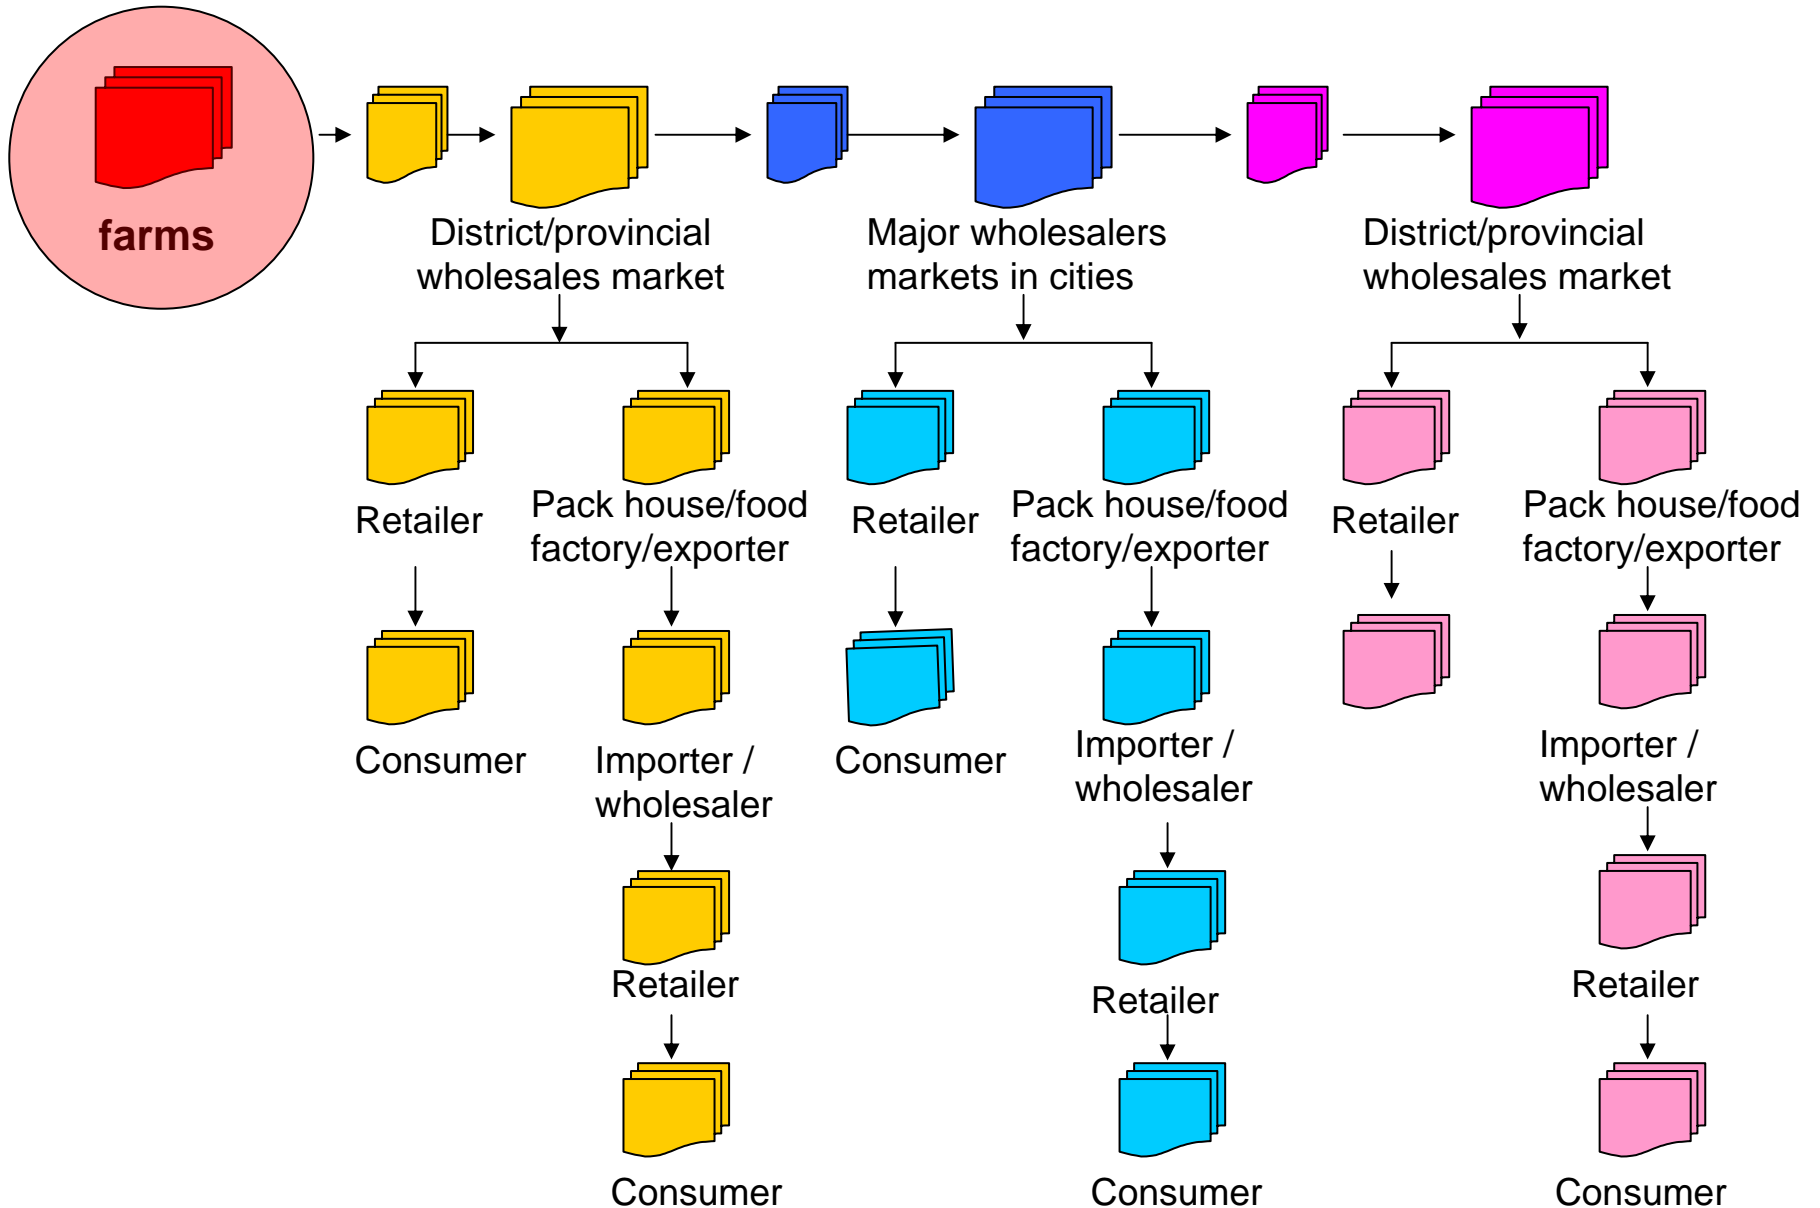 farms
District/provincial
wholesales market
Major wholesalers
markets in cities
District/provincial
wholesales market
Retailer
Pack house/food
factory/exporter
Retailer
Pack house/food
factory/exporter
Retailer
Pack house/food
factory/exporter
Consumer
Importer /
wholesaler
Consumer
Importer /
wholesaler
Importer /
wholesaler
Retailer
Retailer
Retailer
Consumer
Consumer
Consumer